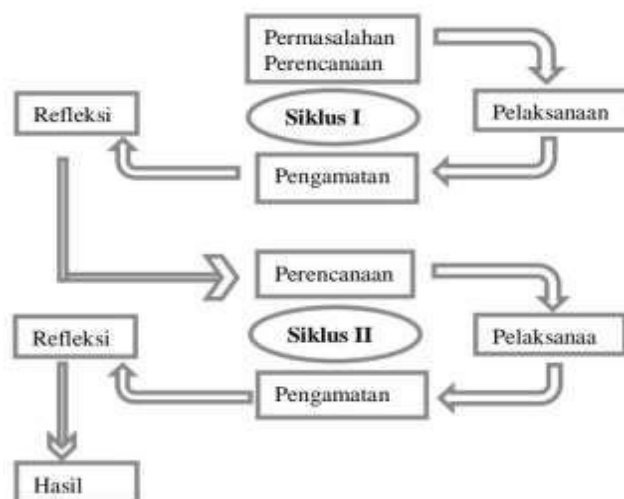 Permasalahan
Perencanaan
Refleksi
Siklus I
Pelaksanaan
Pengamatan
Perencanaan
Refleksi
Siklus II
Pelaksanaa
Pengamatan
Hasil